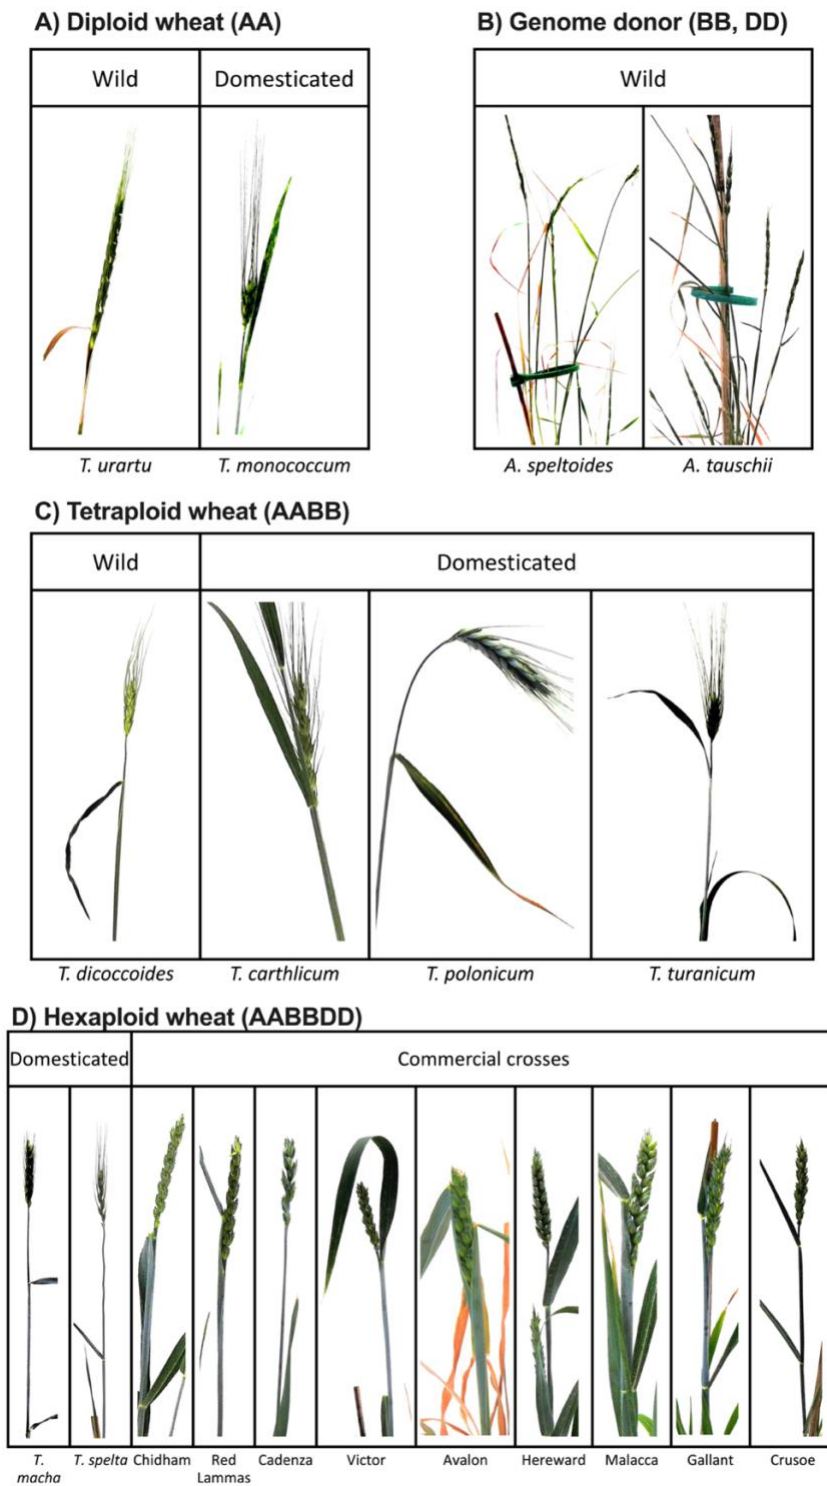 A) Diploid wheat (AA)
Wild
Domesticated
T. urartu
T. monococcum
B) Genome donor (BB, DD)
Wild
A. speltoides
A. tauschii
C) Tetraploid wheat (AABB)
Wild
Domesticated
T. dicoccoides
T. carthlicum
T. polonicum
T. turanicum
D) Hexaploid wheat (AABBDD)
Domesticated
Commercial crosses
T.
macha
T. spelta
Chidham
Red
Lammas
Cadenza
Victor
Avalon
Hereward
Malacca
Gallant
Crusoe